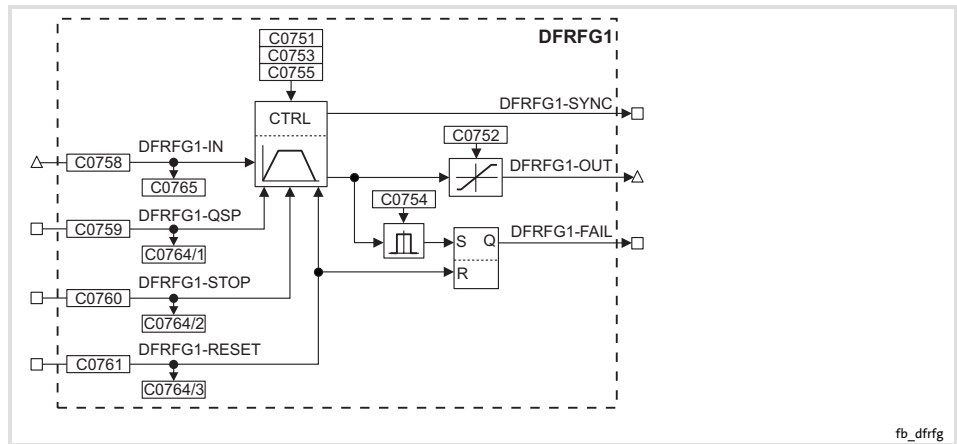 DFRFG1
C0751
C0753
C0755
CTRL
DFRFG1-SYNC
C0752
DFRFG1-IN
DFRFG1-OUT
C0758
C0765
C0754
DFRFG1-QSP
C0759
DFRFG1-FAIL
S Q
R
C0764/1
DFRFG1-STOP
C0760
C0764/2
DFRFG1-RESET
C0761
C0764/3
fb_dfrfg